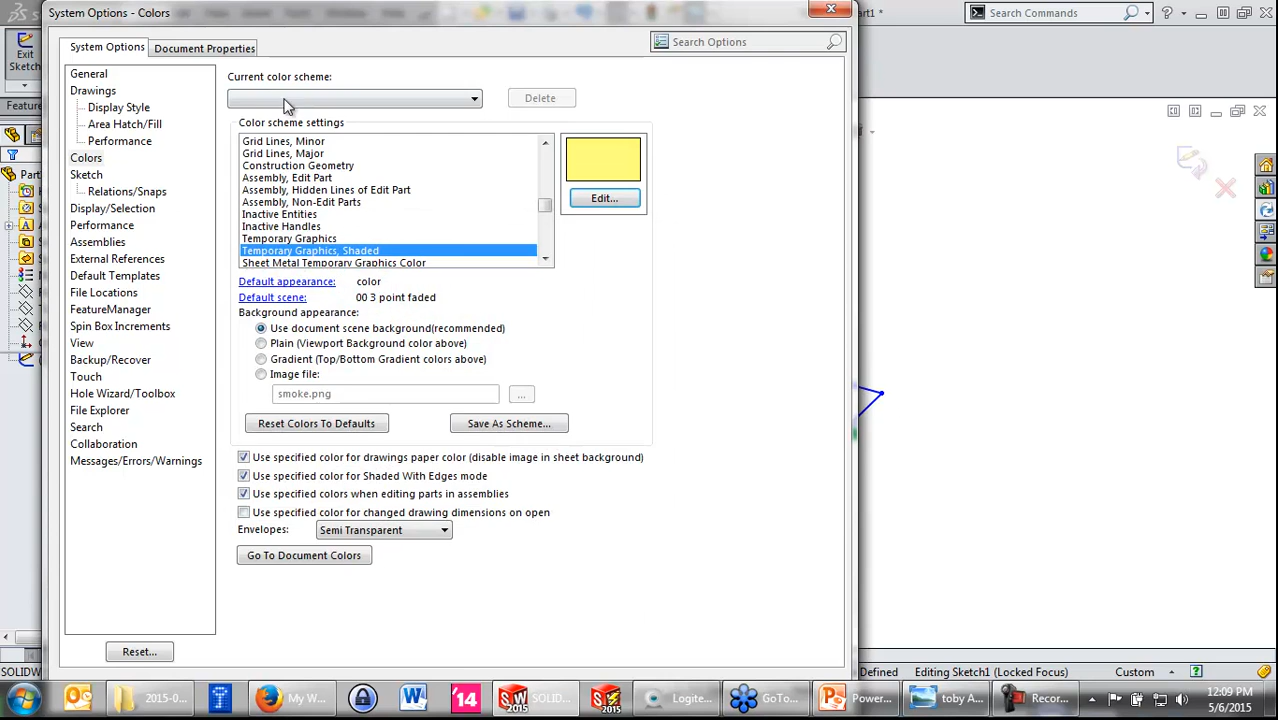 System Options - Colors
art1 *
Search Commands
System Options
Document Properties
Search Options
Exit
Sketch
Feature
General
Drawings
Display Style
Area Hatch/Fill
Performance
Colors
Sketch
Relations/Snaps
Display/Selection
Performance
Assemblies
External References
Default Templates
File Locations
FeatureManager
Spin Box Increments
View
Backup/Recovery
Touch
Hole Wizard/Toolbox
File Explorer
Search
Collaboration
Messages/Errors/Warnings
Reset...
Current color scheme:
Delete
Color scheme settings
Grid Lines, Minor
Grid Lines, Major
Construction Geometry
Assembly, Edit Part
Assembly, Hidden Lines of Edit Part
Assembly, Non-Edit Parts
Inactive Entities
Inactive Handles
Temporary Graphics
Temporary Graphics, Shaded
Sheet Metal Temporary Graphics Color
Edit...
Default appearance: color
Default scene: 00 3 point faded
Background appearance:
Use document scene background(recommended)
Plain (Viewport Background color above)
Gradient (Top/Bottom Gradient colors above)
Image file:
smoke.png
...
Reset Colors To Defaults
Save As Scheme...
Use specified color for drawings paper color (disable image in sheet background)
Use specified color for Shaded With Edges mode
Use specified colors when editing parts in assemblies
Use specified color for changed drawing dimensions on open
Envelopes: Semi Transparent
Go To Document Colors
Part
SOLIDW
Defined
Editing Sketch1 (Locked Focus)
Custom
2015-0...
My W...
'14
SOLID...
Logite...
GoTo...
Power...
toby A...
Recor...
12:09 PM
5/6/2015